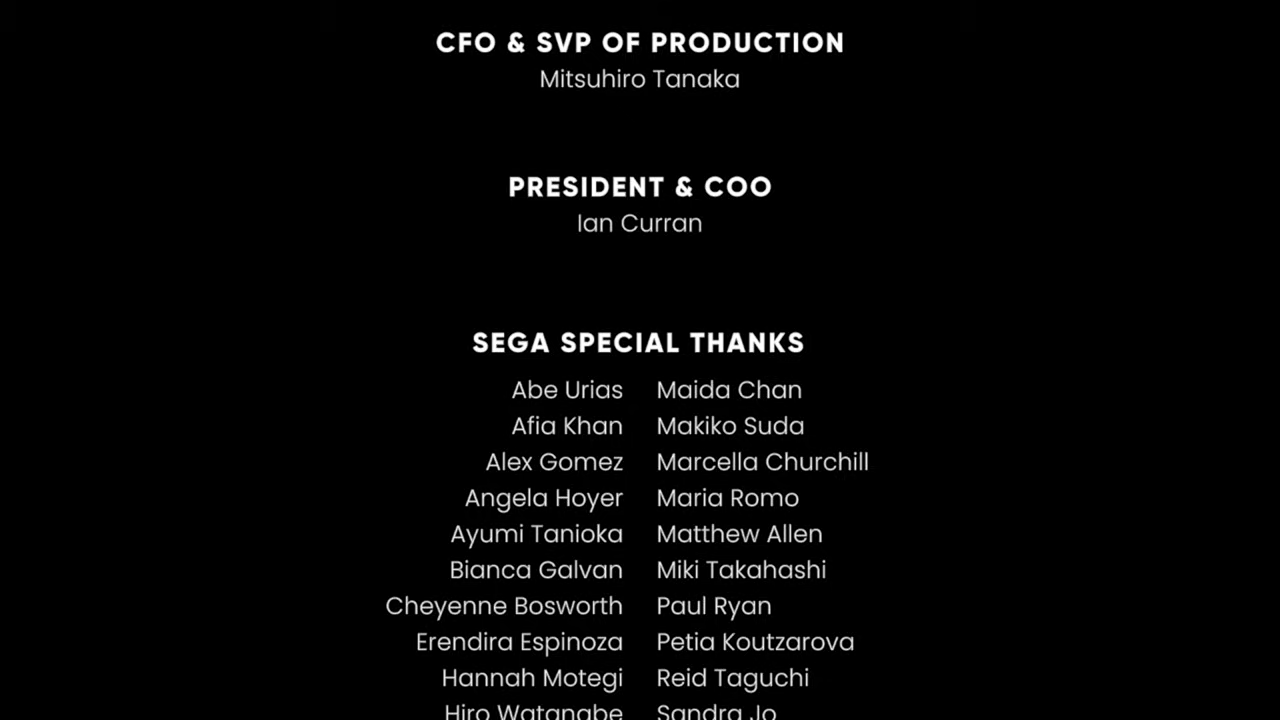 CFO & SVP OF PRODUCTION
Mitsuhiro Tanaka
PRESIDENT & COO
Ian Curran
SEGA SPECIAL THANKS
Abe Urias Maida Chan
Afia Khan Makiko Suda
Alex Gomez Marcella Churchill
Angela Hoyer Maria Romo
Ayumi Tanioka Matthew Allen
Bianca Galvan Miki Takahashi
Cheyenne Bosworth Paul Ryan
Erendira Espinoza Petia Koutzarova
Hannah Motegi Reid Taguchi
Hiro Watanabe Sandra Jo